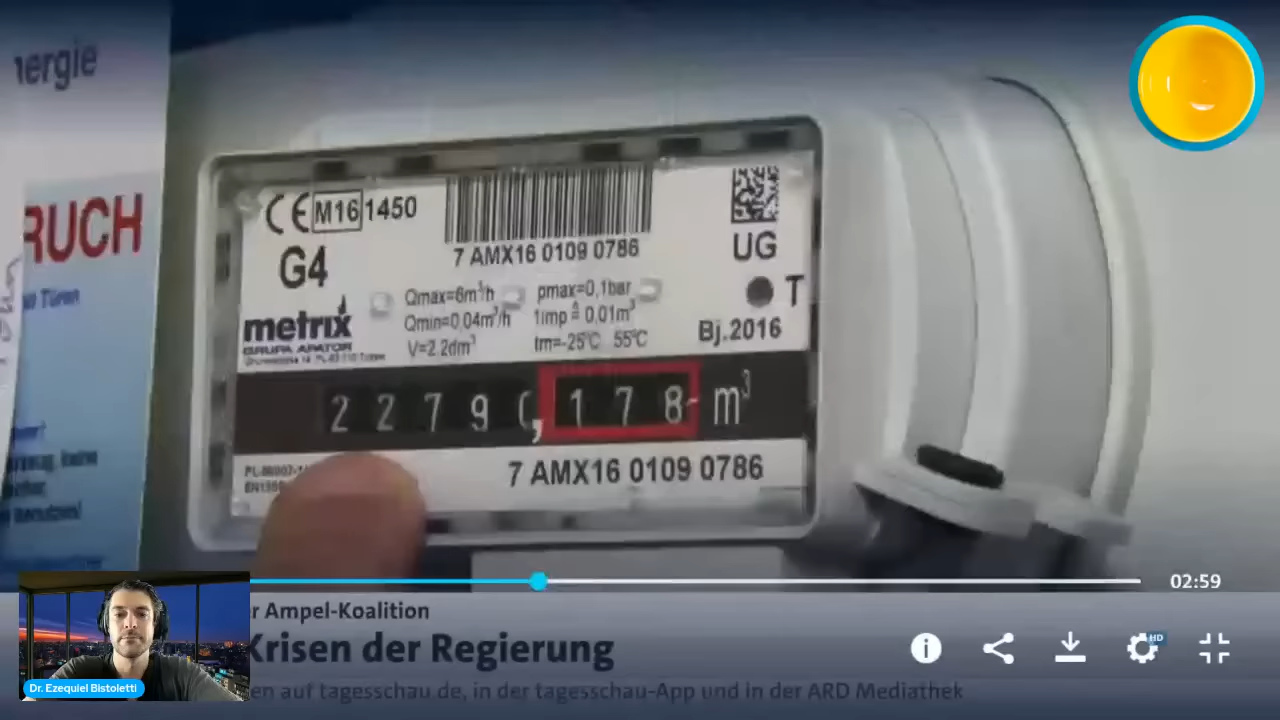 nergie
RUCH
CE M16 1450
G4
7 AMX16 0109 0786
UG
T
Qmax=6m³/h
Qmin=0,04m³/h
V=2.2dm³
pmax=0,1bar
1imp ≙ 0.01m³
tm=-25°C 55°C
Bj.2016
metrix
GRUPA APATOR
2 2 7 9 , 1 7 8 m³
7 AMX16 0109 0786
Türen
02:59
r Ampel-Koalition
Krisen der Regierung
en auf tagesschau.de, in der tagesschau-App und in der ARD Mediathek
HD
Dr. Ezequiel Bistoletti